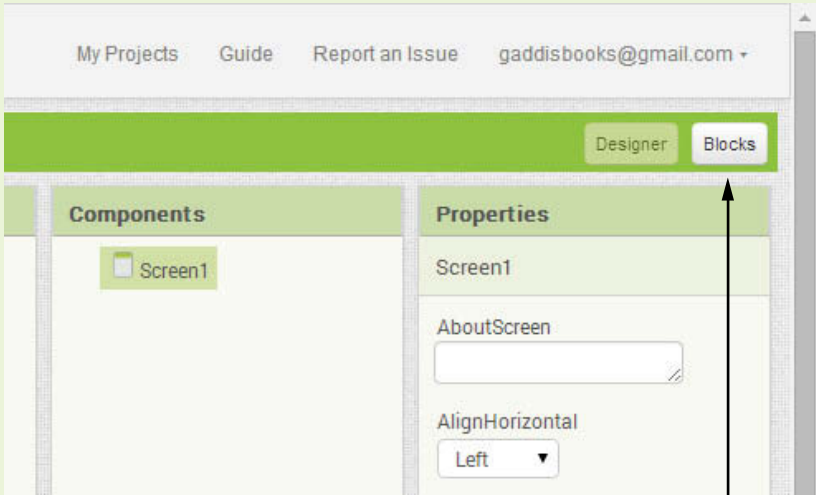 My Projects Guide Report an Issue gaddisbooks@gmail.com
Designer Blocks
Components
Screen1
Properties
Screen1
AboutScreen
AlignHorizontal
Left